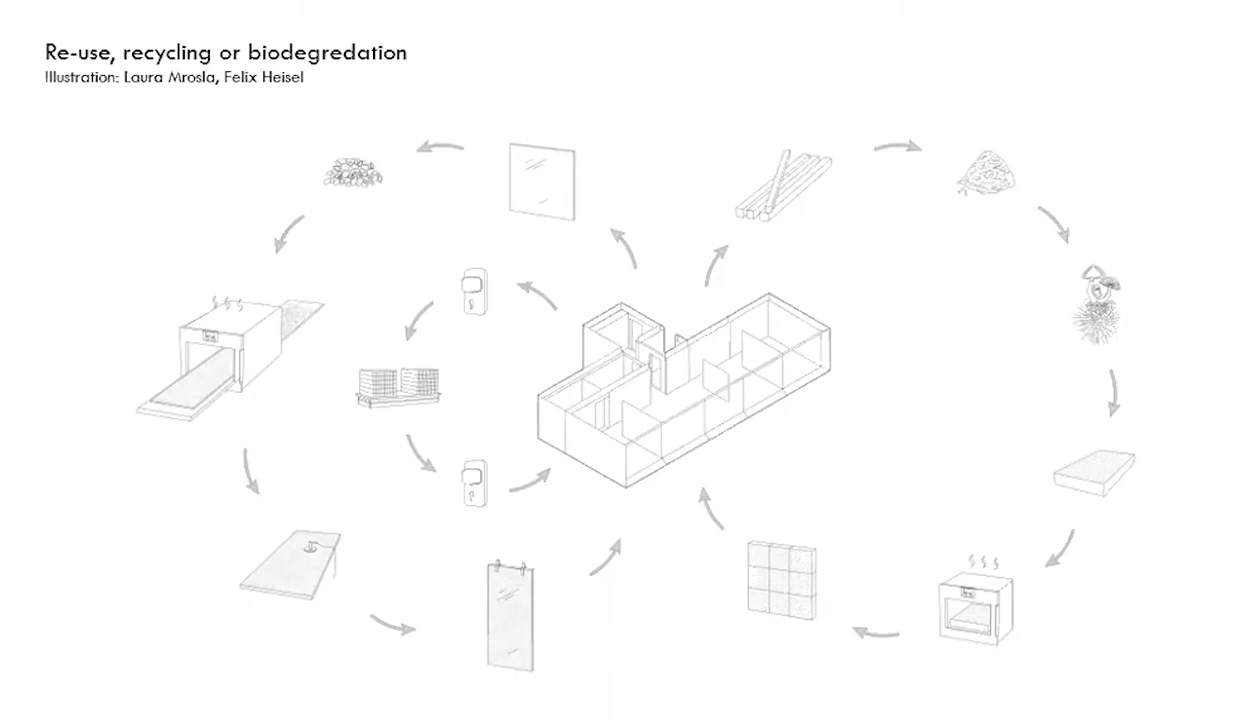 Re-use, recycling or biodegredation
Illustration: Laura Mrosla, Felix Heisel